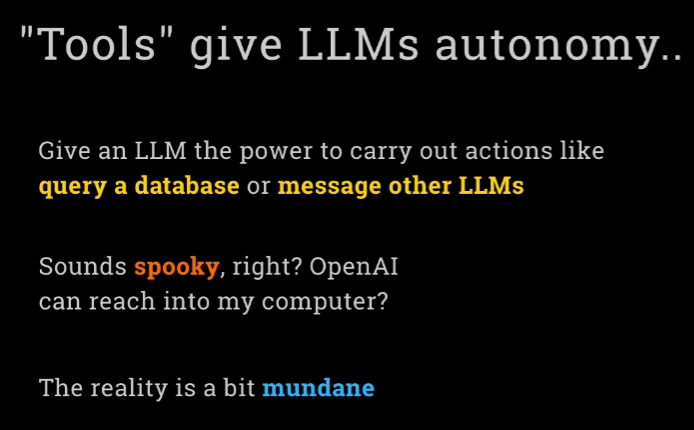 "Tools" give LLMs autonomy..
Give an LLM the power to carry out actions like
query a database or message other LLMs
Sounds spooky, right? OpenAI
can reach into my computer?
The reality is a bit mundane